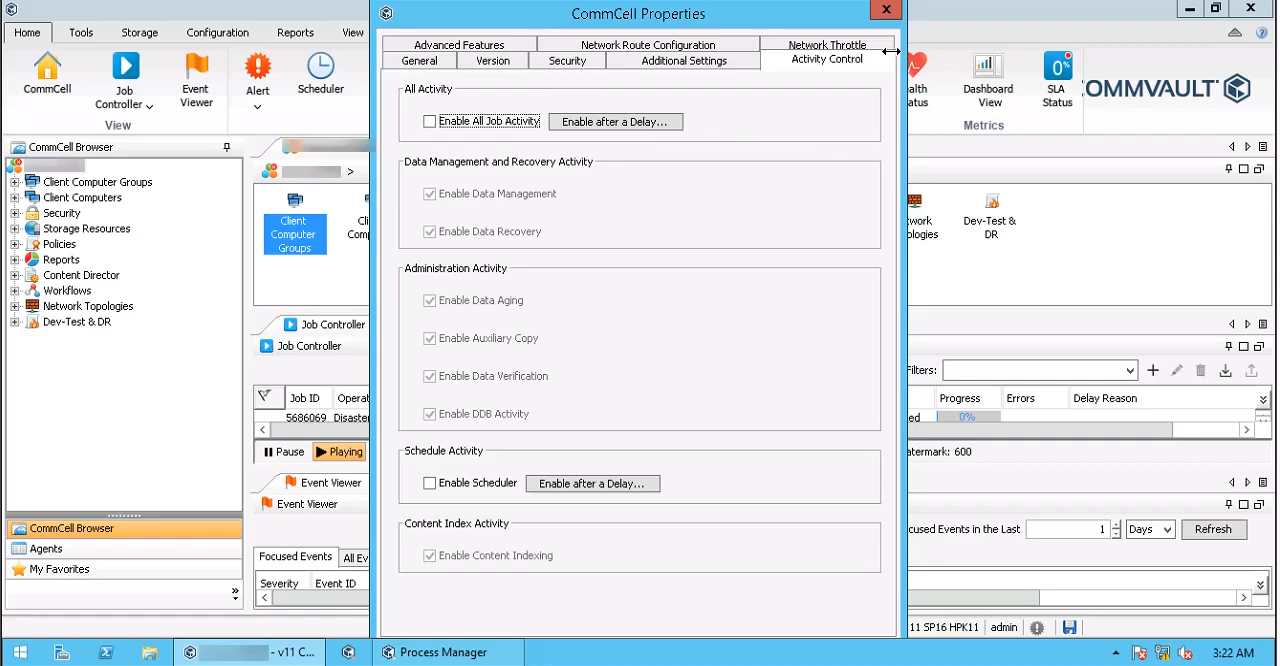 CommCell Properties
Home
Tools
Storage
Configuration
Reports
View
CommCell
Job
Controller
Event
Viewer
Alert
Scheduler
View
Status
Dashboard
View
SLA
Status
0%
Metrics
COMMVAULT
Advanced Features
Network Route Configuration
Network Throttle
General
Version
Security
Additional Settings
Activity Control
All Activity
Enable All Job Activity
Enable after a Delay...
Data Management and Recovery Activity
Enable Data Management
Enable Data Recovery
Administration Activity
Enable Data Aging
Enable Auxiliary Copy
Enable Data Verification
Enable DDB Activity
Schedule Activity
Enable Scheduler
Enable after a Delay...
Content Index Activity
Enable Content Indexing
CommCell Browser
Client Computer Groups
Client Computers
Security
Storage Resources
Policies
Reports
Content Director
Workflows
Network Topologies
Dev-Test & DR
CommCell Browser
Agents
My Favorites
>
Client
Computer
Groups
Dev-Test &
DR
Job Controller
Job Controller
Job ID
5686069
Pause
Playing
Filters:
Progress
Errors
Delay Reason
0%
600
Event Viewer
Event Viewer
Focused Events
Severity
Event ID
Events in the Last
1
Days
Refresh
11 SP16 HPK11
admin
- v11 C...
Process Manager
3:22 AM